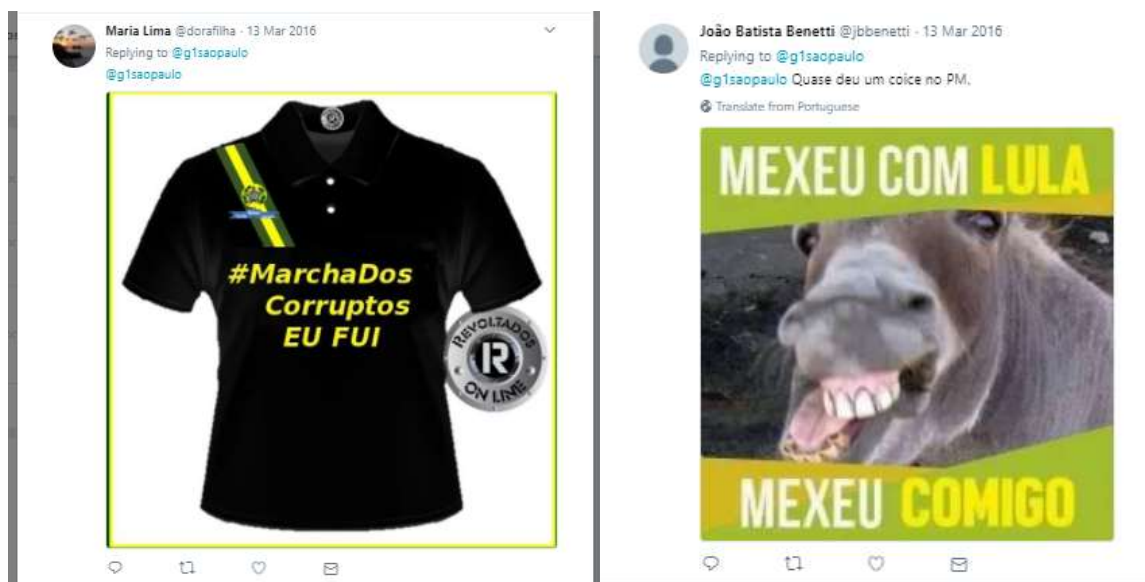 Maria Lima @dorafilha · 13 Mar 2016
Replying to @g1saopaulo
@g1saopaulo
#MarchaDos
Corruptos
EU FUI
REVOLTADOS
R
ON LINE
João Batista Benetti @jbbenetti · 13 Mar 2016
Replying to @g1saopaulo
@g1saopaulo Quase deu um coice no PM.
Translate from Portuguese
MEXEU COM LULA
MEXEU COMIGO